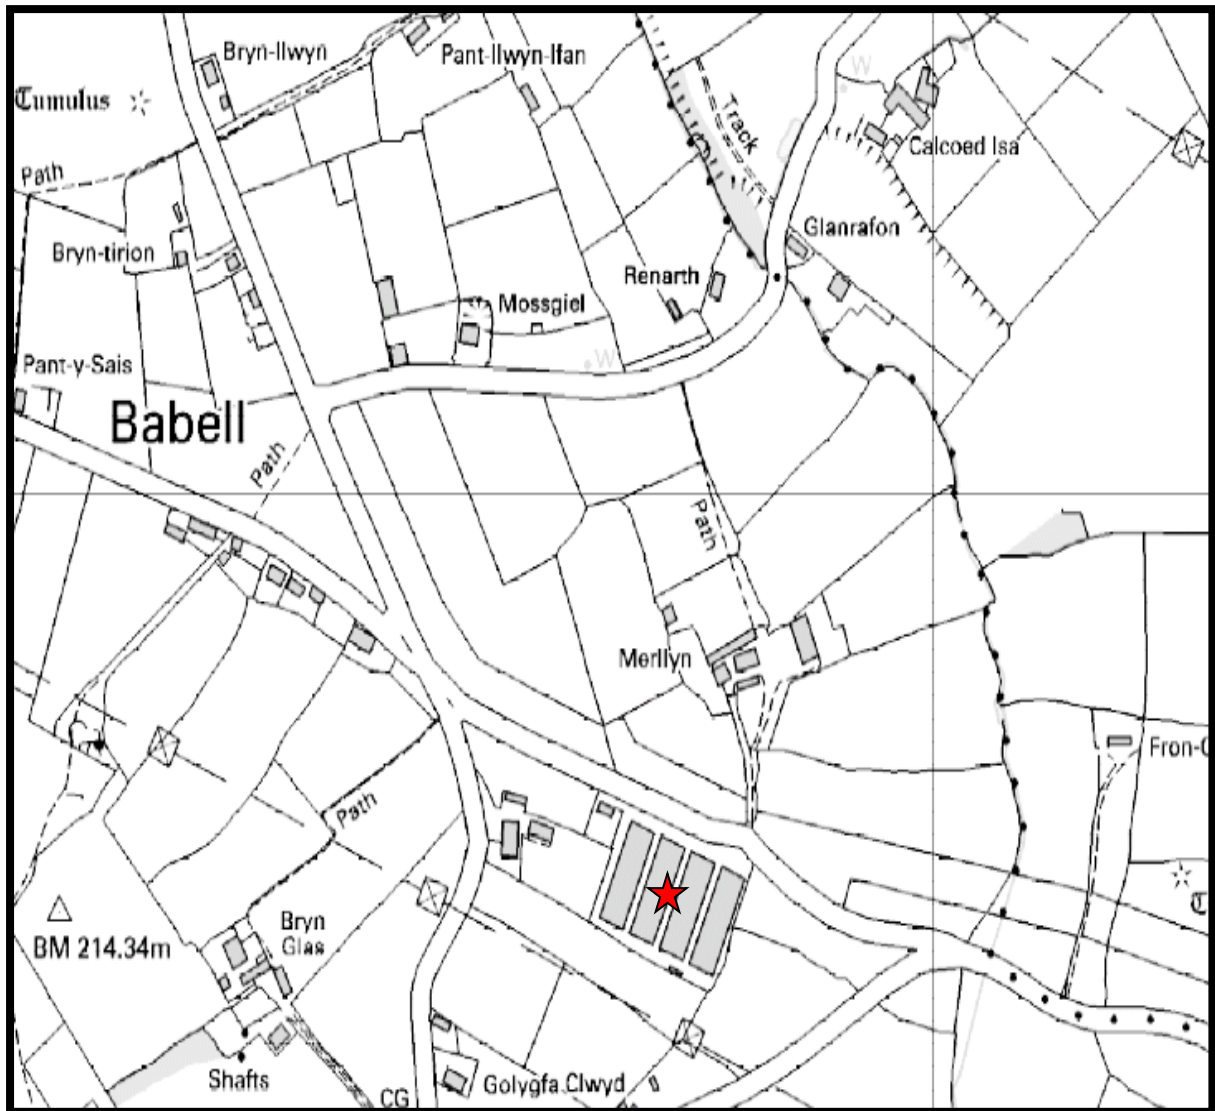 Bryn-llwyn
Pant-llwyn-Ifan
Tumulus
W
Track
Calcoed Isa
Path
Glanrafon
Bryn-tirion
Renarth
Mossgiel
W
Pant-y-Sais
Babell
Path
Path
Merllyn
Fron-
Path
Bryn
Glas
BM 214.34m
Shafts
Golygfa Clwyd
CG